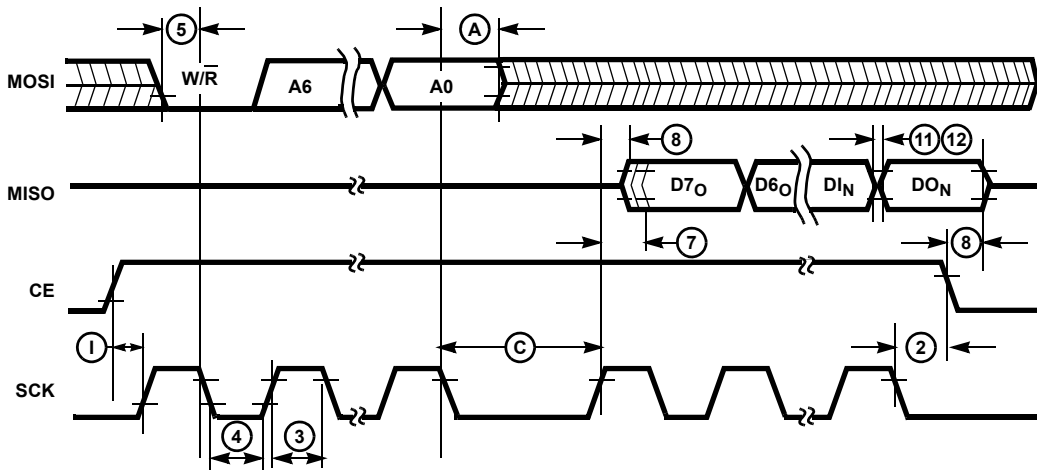 5
A
MOSI
W/R̅
A6
A0
8
11 12
MISO
D7O
D6O
DIN
DON
7
8
CE
I
C
2
SCK
4
3